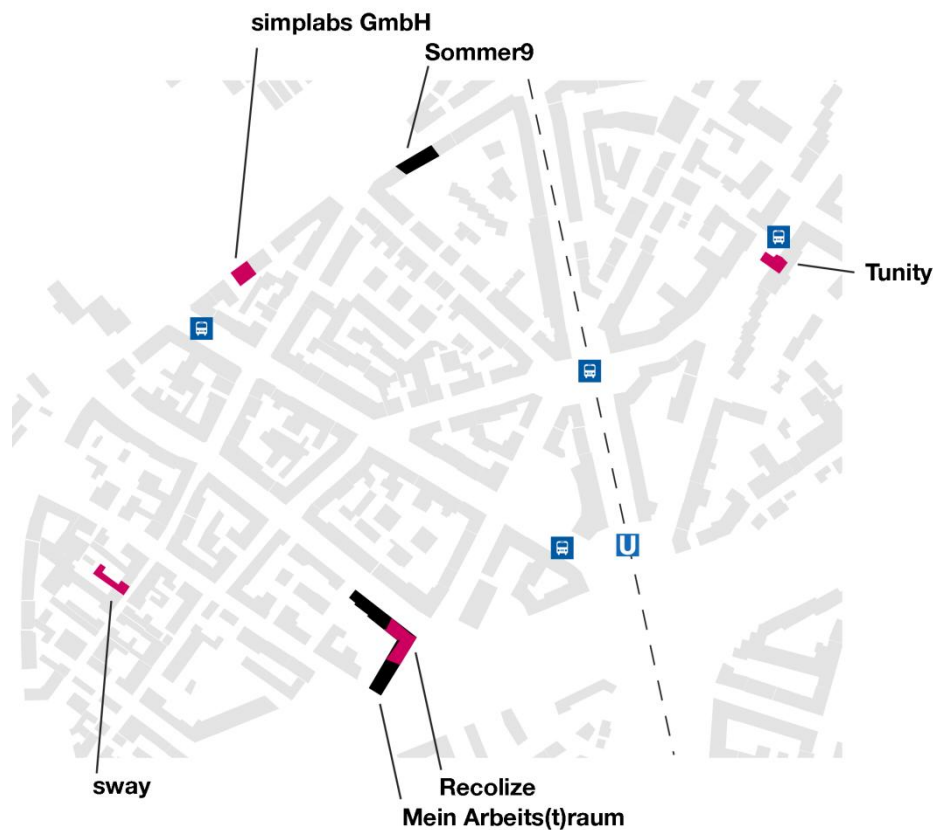 simplabs GmbH
Sommer9
Tunity
U
sway
Recolize
Mein Arbeits(t)raum